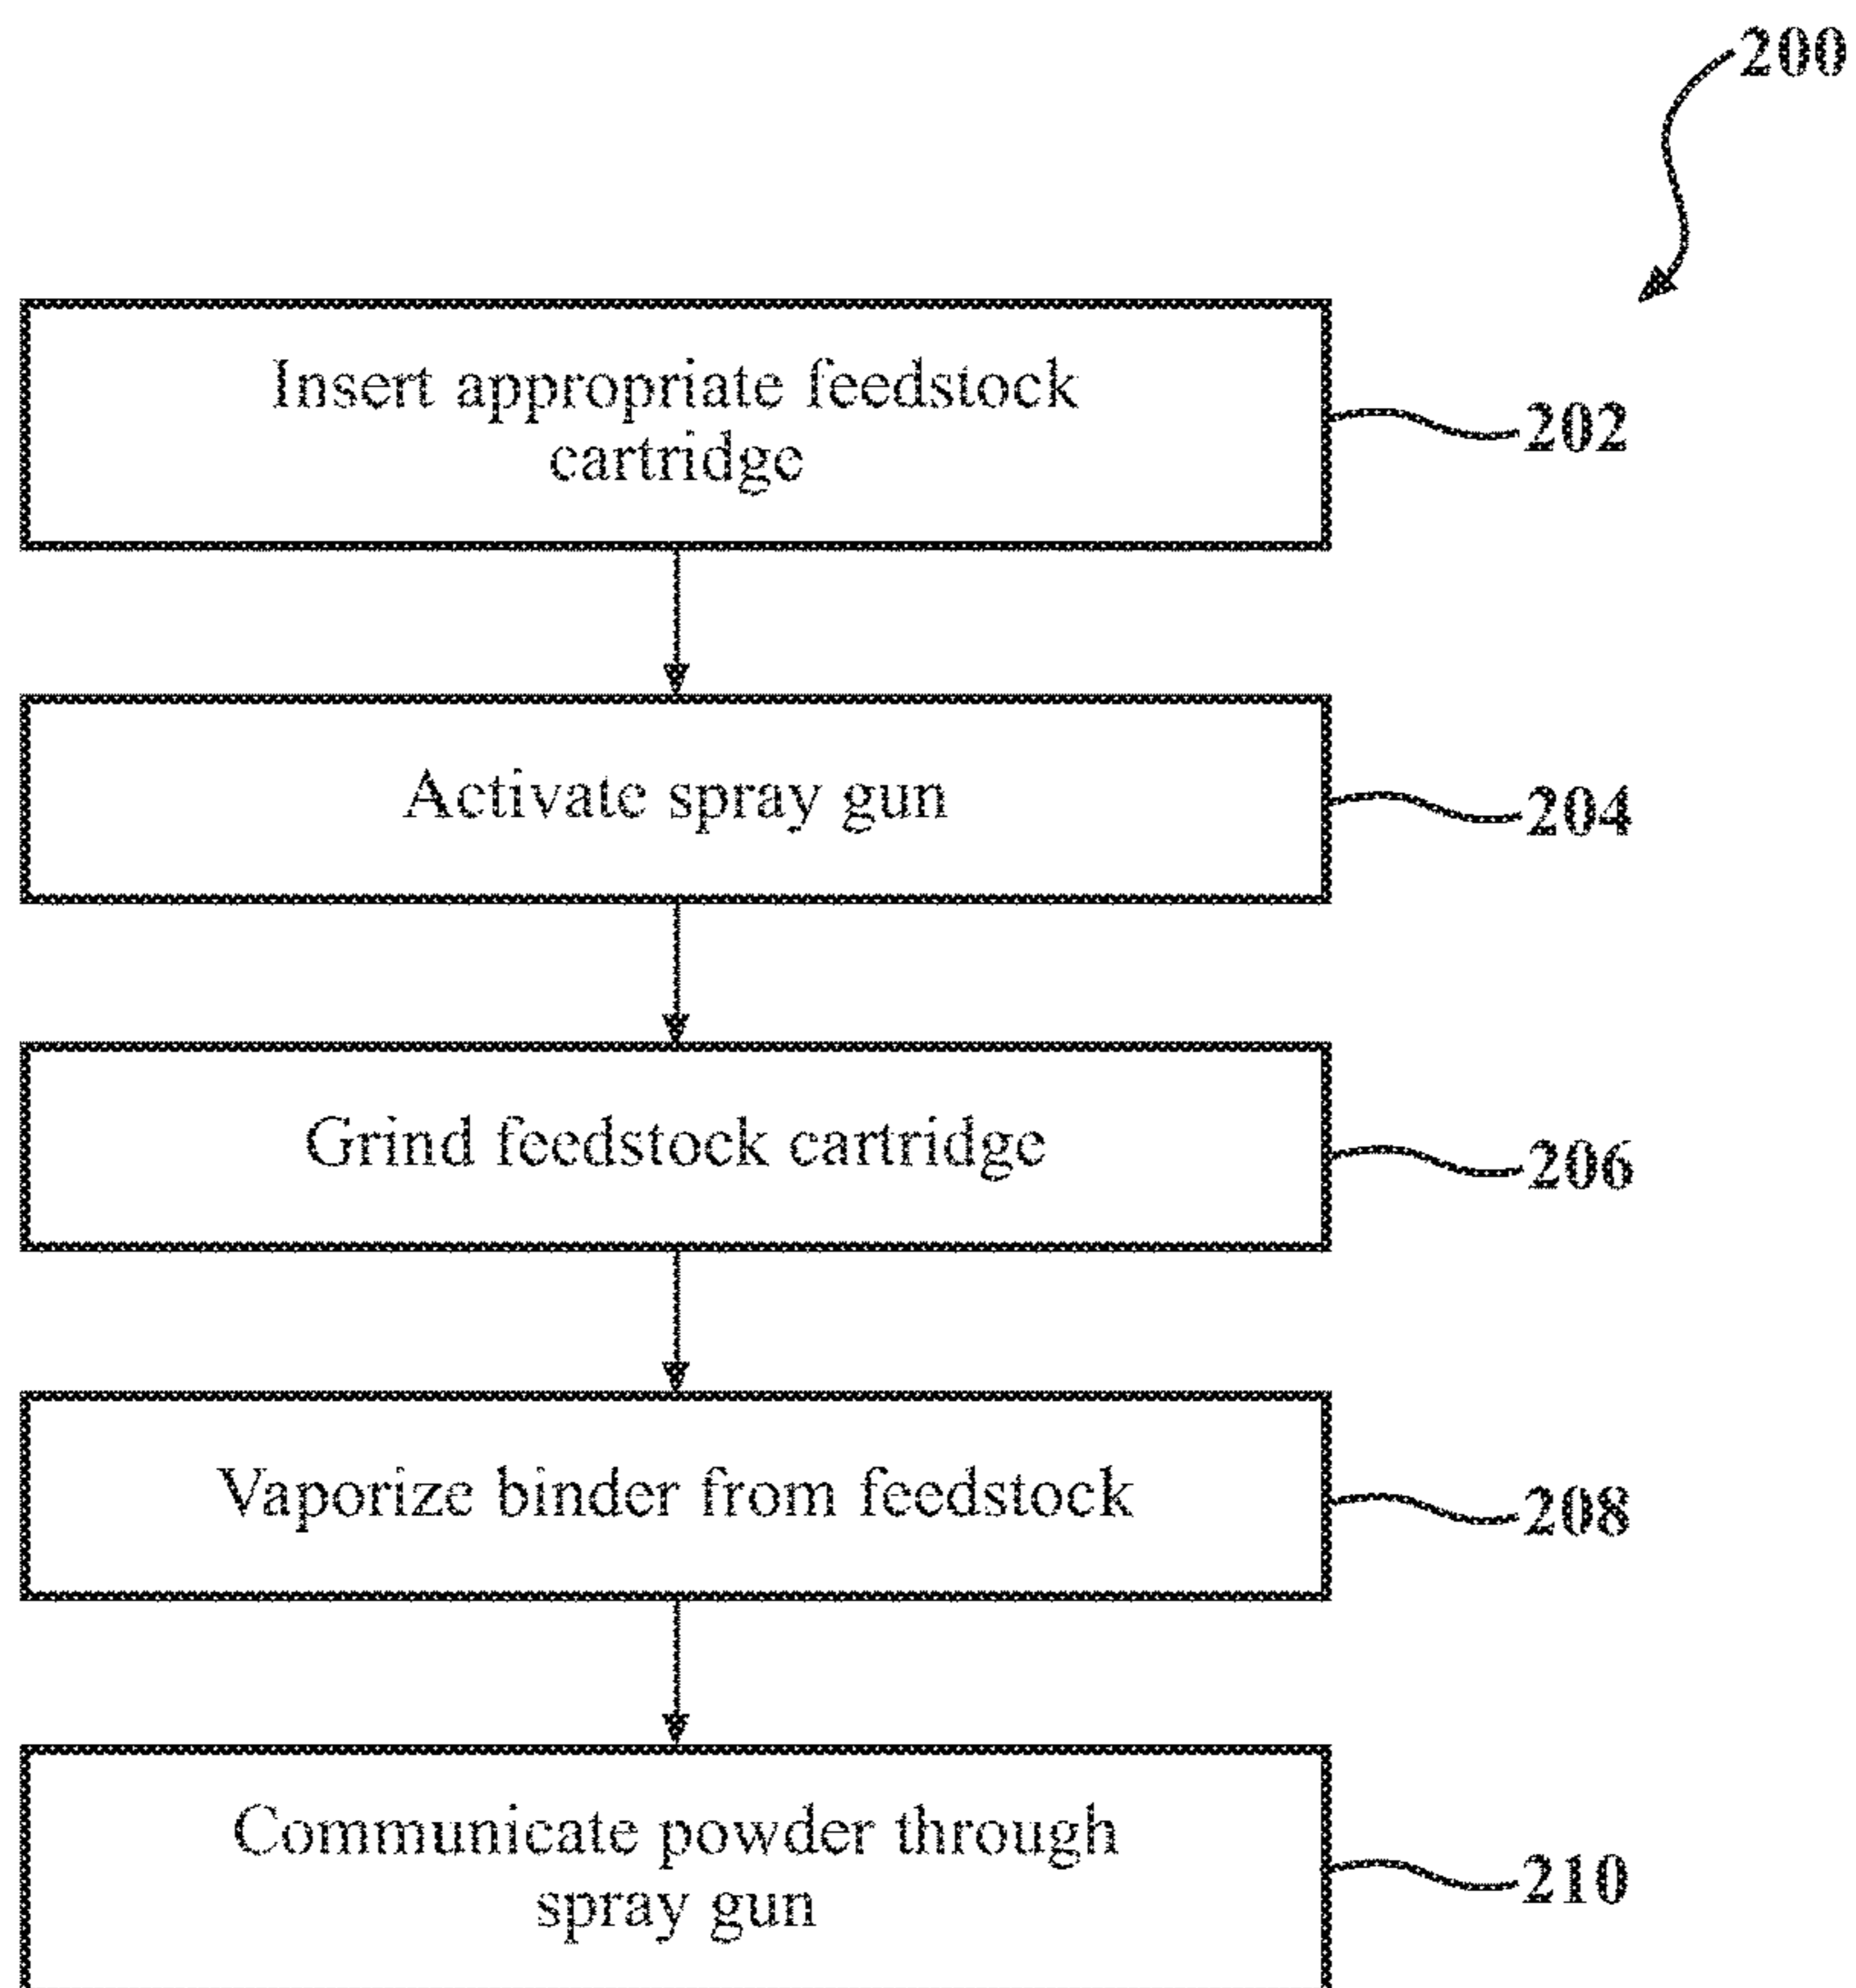 200
Insert appropriate feedstock
cartridge
202
Activate spray gun
204
Grind feedstock cartridge
206
Vaporize binder from feedstock
208
Communicate powder through
spray gun
210